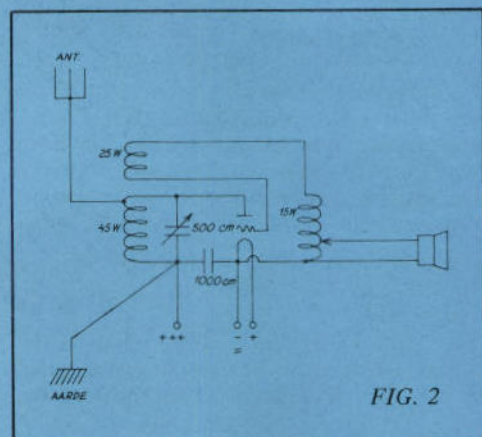 ANT.
25 W
45 W
500 cm
15 W
1000 cm
+++
- +
=
AARDE
FIG. 2